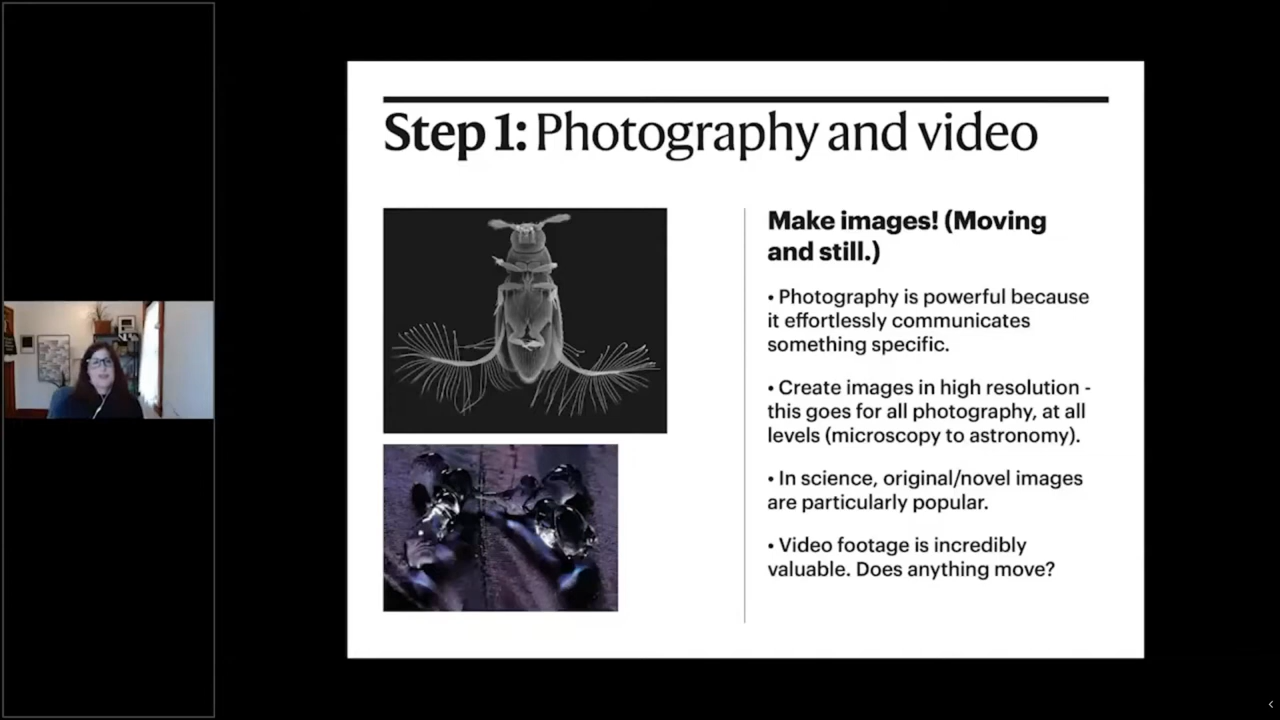 Step 1: Photography and video
Make images! (Moving
and still.)
• Photography is powerful because
it effortlessly communicates
something specific.
• Create images in high resolution -
this goes for all photography, at all
levels (microscopy to astronomy).
• In science, original/novel images
are particularly popular.
• Video footage is incredibly
valuable. Does anything move?